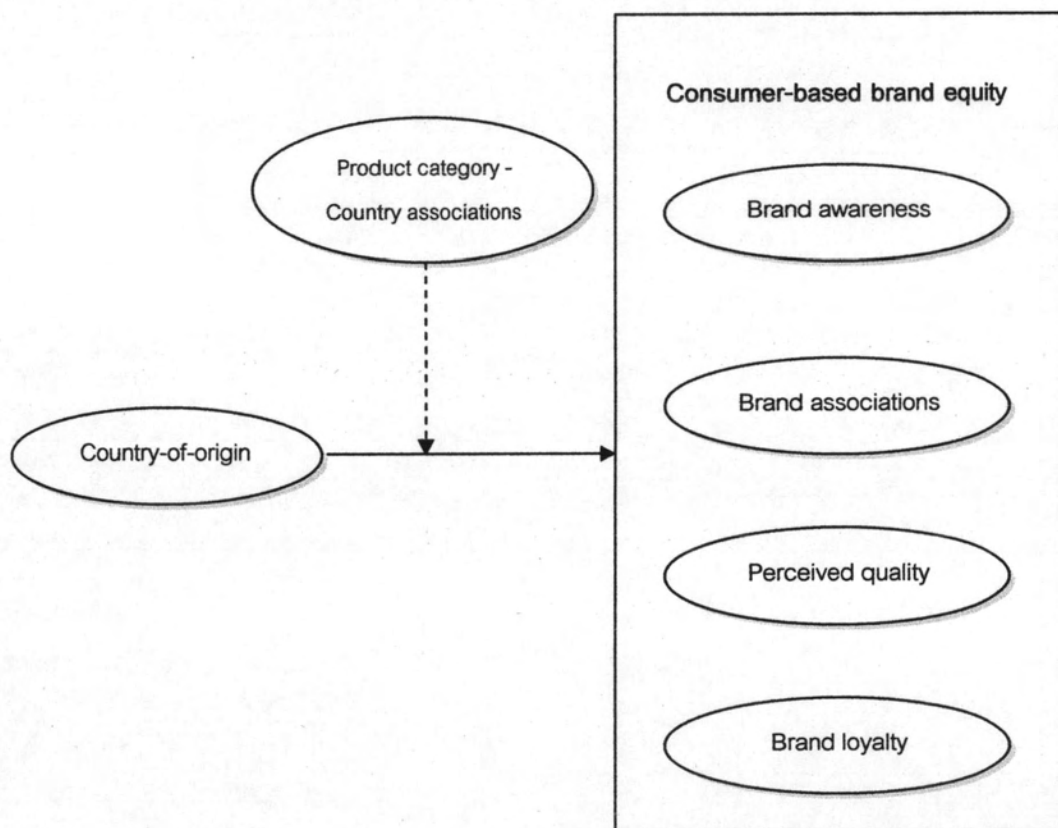 Consumer-based brand equity
Product category -
Country associations
Brand awareness
Brand associations
Country-of-origin
Perceived quality
Brand loyalty